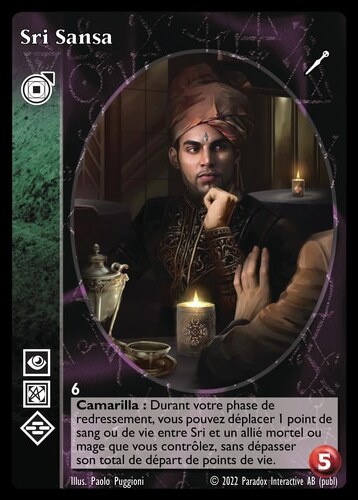 Sri Sansa
6
Camarilla : Durant votre phase de
redressement, vous pouvez déplacer 1 point de
sang ou de vie entre Sri et un allié mortel ou
mage que vous contrôlez, sans dépasser
son total de départ de points de vie.
5
Illus. Paolo Puggioni
© 2022 Paradox Interactive AB (publ)